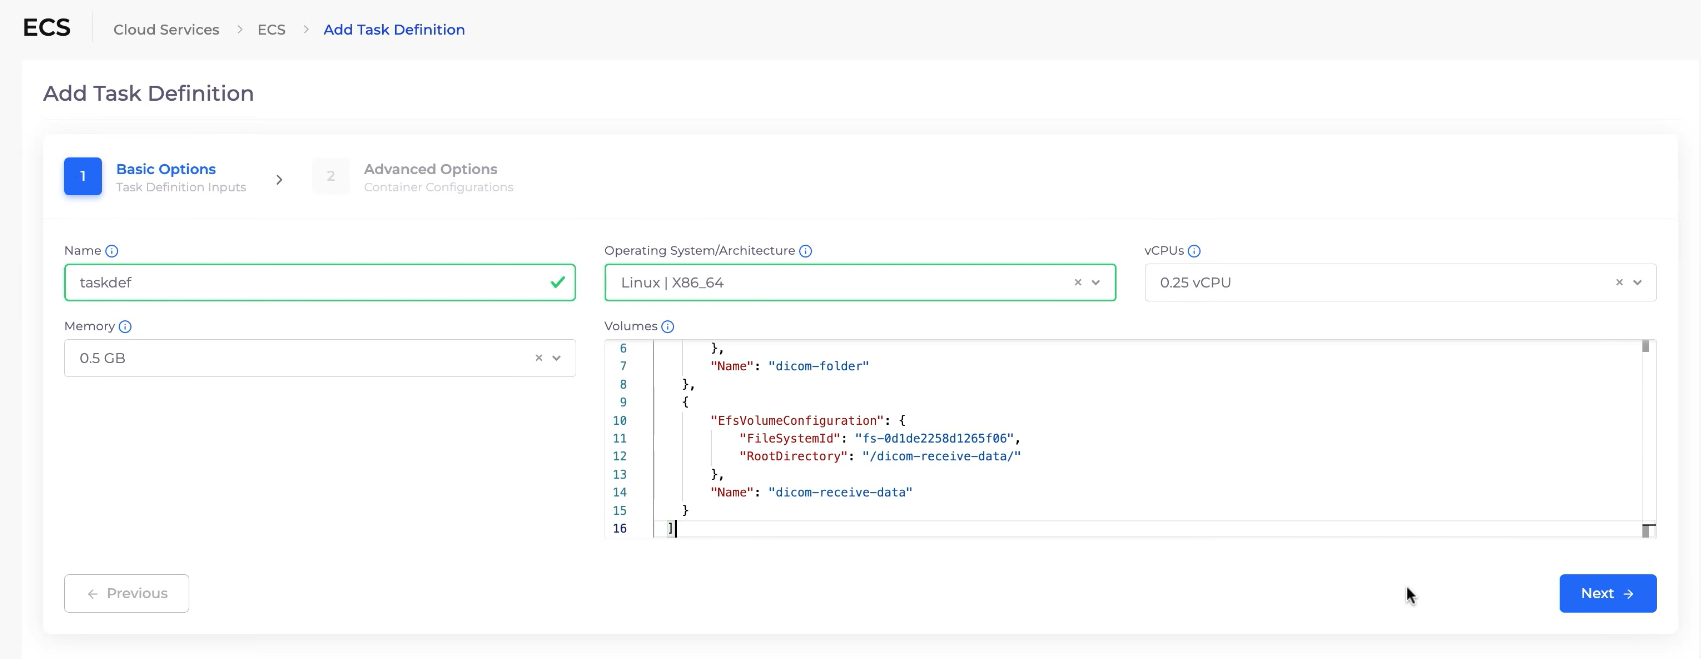 ECS
Cloud Services > ECS > Add Task Definition
Add Task Definition
1
Basic Options
Task Definition Inputs
>
2
Advanced Options
Container Configurations
Name
Operating System/Architecture
vCPUs
taskdef
Linux | X86_64
0.25 vCPU
Memory
Volumes
0.5 GB
6 },
7 "Name": "dicom-folder"
8 },
9 {
10 "EfsVolumeConfiguration": {
11 "FileSystemId": "fs-0d1de2258d1265f06",
12 "RootDirectory": "/dicom-receive-data/"
13 },
14 "Name": "dicom-receive-data"
15 }
16 ]
← Previous
Next →